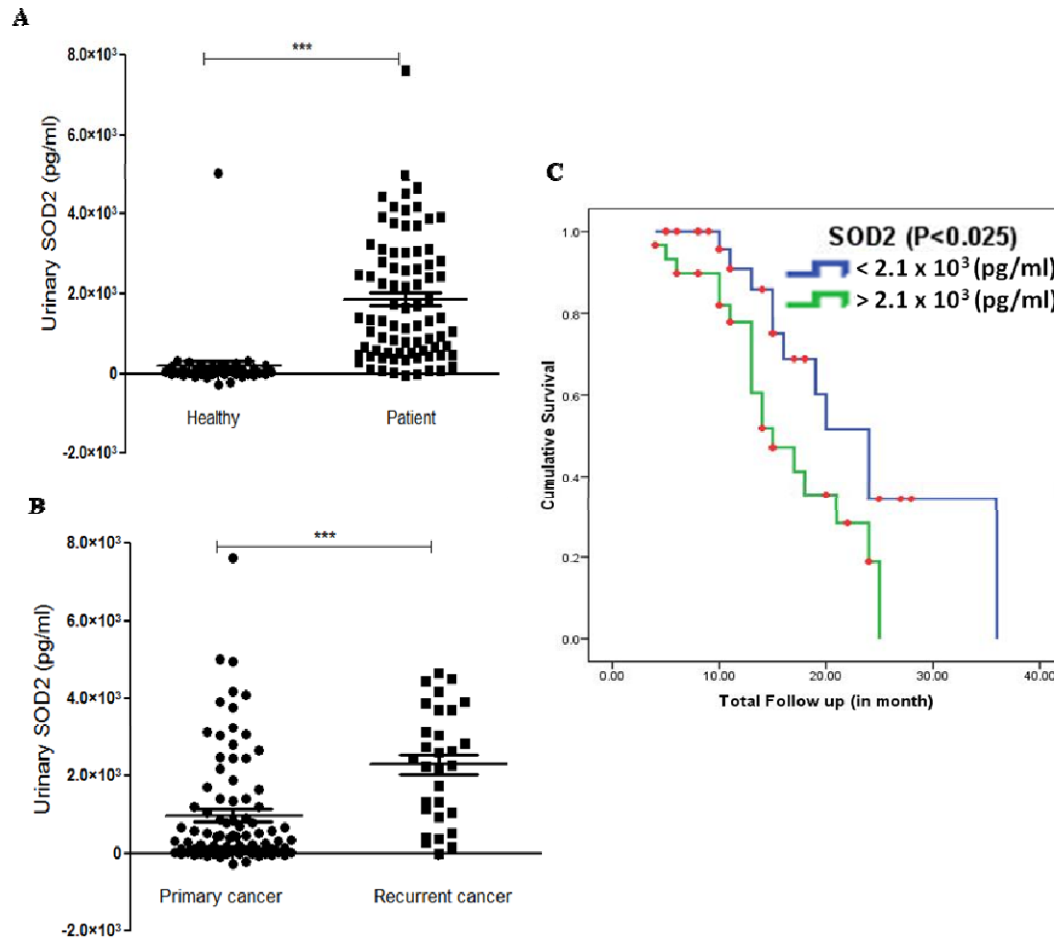 A
8.0×10³
6.0×10³
4.0×10³
2.0×10³
0
-2.0×10³
Urinary SOD2 (pg/ml)
***
Healthy
Patient
B
8.0×10³
6.0×10³
4.0×10³
2.0×10³
0
-2.0×10³
Urinary SOD2 (pg/ml)
***
Primary cancer
Recurrent cancer
C
SOD2 (P<0.025)
< 2.1 x 10³ (pg/ml)
> 2.1 x 10³ (pg/ml)
1.0
0.8
0.6
0.4
0.2
0.0
Cumulative Survival
0.00 10.00 20.00 30.00 40.00
Total Follow up (in month)